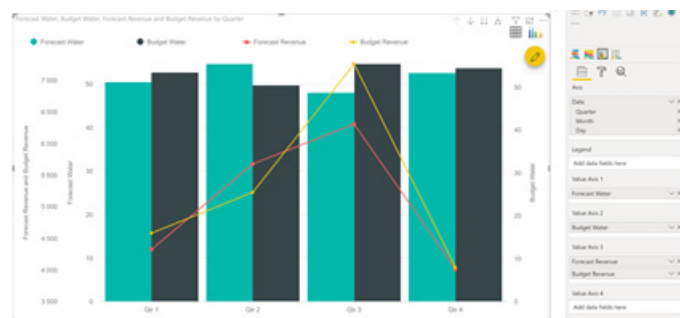 Forecast Water, Budget Water, Forecast Revenue and Budget Revenue by Quarter
Forecast Water
Budget Water
Forecast Revenue
Budget Revenue
Forecast Revenue and Budget Revenue
7 000
6 500
6 000
5 500
5 000
4 500
4 000
3 500
Forecast Water
50
40
30
20
10
0
Budget Water
50
40
30
20
10
0
Qtr 1
Qtr 2
Qtr 3
Qtr 4
Axis
Date
Quarter
Month
Day
Legend
Add data fields here
Value Axis 1
Forecast Water
Value Axis 2
Budget Water
Value Axis 3
Forecast Revenue
Budget Revenue
Value Axis 4
Add data fields here